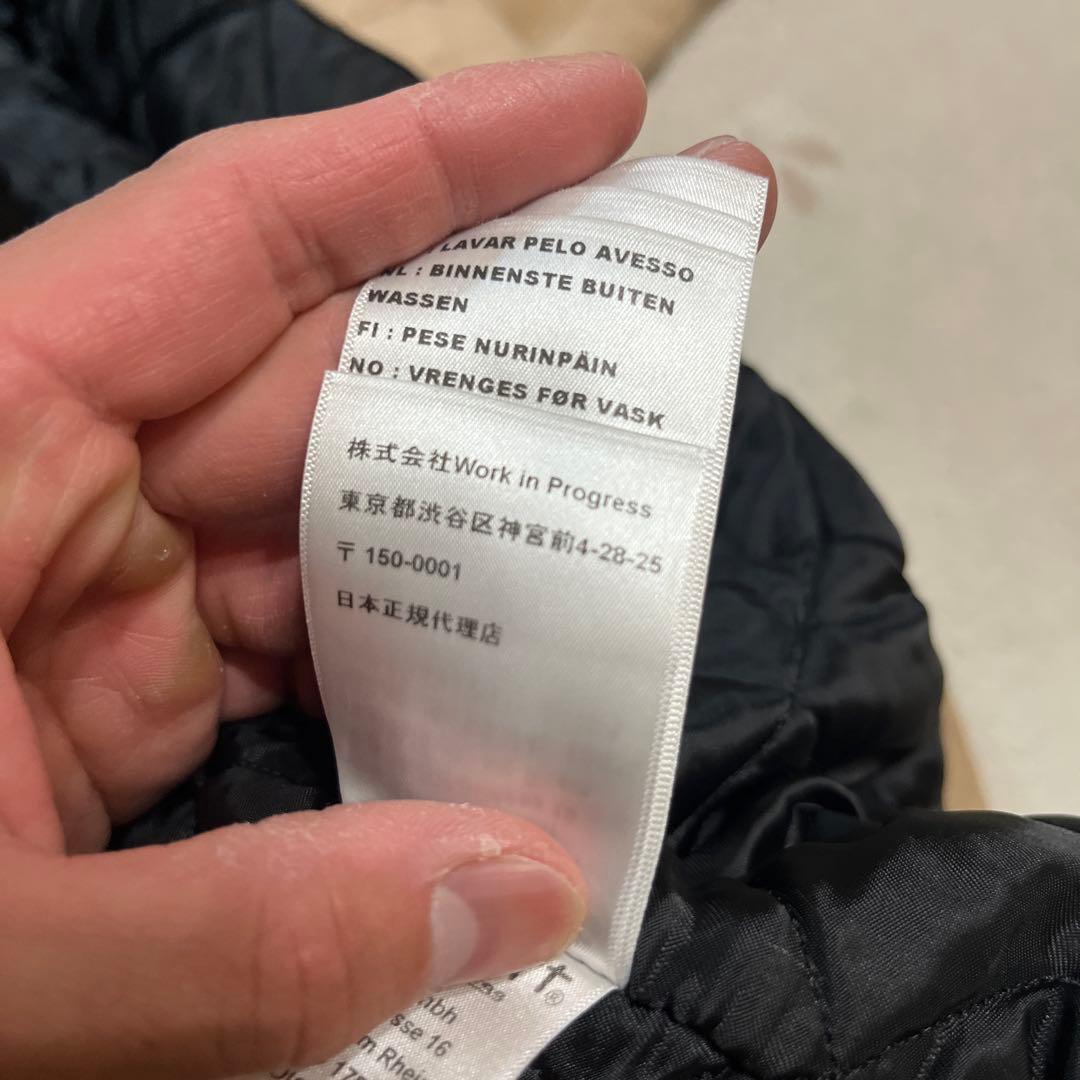 LAVAR PELO AVESSO
NL : BINNENSTE BUITEN
WASSEN
FI : PESE NURINPÄIN
NO : VRENGES FØR VASK
株式会社Work in Progress
東京都渋谷区神宮前4-28-25
〒 150-0001
日本正規代理店
®
mbh
sse 16
m Rhein